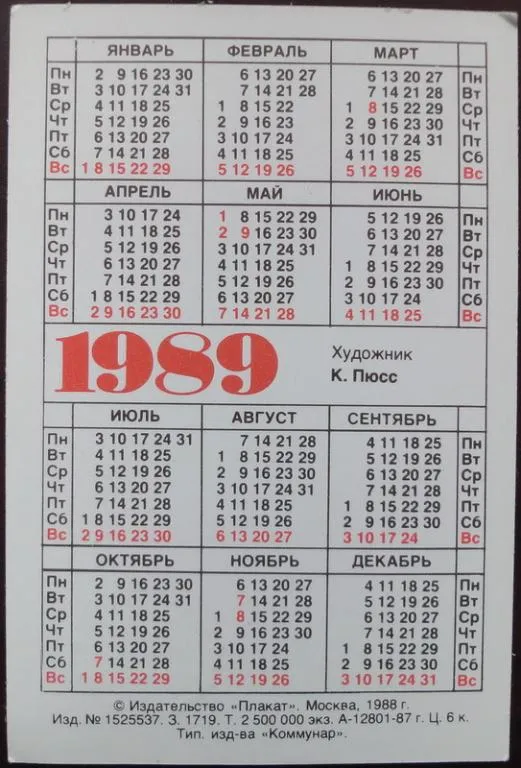 ЯНВАРЬ ФЕВРАЛЬ МАРТ
Пн 2 9 16 23 30 6 13 20 27 6 13 20 27 Пн
Вт 3 10 17 24 31 7 14 21 28 7 14 21 28 Вт
Ср 4 11 18 25 1 8 15 22 1 8 15 22 29 Ср
Чт 5 12 19 26 2 9 16 23 2 9 16 23 30 Чт
Пт 6 13 20 27 3 10 17 24 3 10 17 24 31 Пт
Сб 7 14 21 28 4 11 18 25 4 11 18 25 Сб
Вс 1 8 15 22 29 5 12 19 26 5 12 19 26 Вс
АПРЕЛЬ МАЙ ИЮНЬ
Пн 3 10 17 24 1 8 15 22 29 5 12 19 26 Пн
Вт 4 11 18 25 2 9 16 23 30 6 13 20 27 Вт
Ср 5 12 19 26 3 10 17 24 31 7 14 21 28 Ср
Чт 6 13 20 27 4 11 18 25 1 8 15 22 29 Чт
Пт 7 14 21 28 5 12 19 26 2 9 16 23 30 Пт
Сб 1 8 15 22 29 6 13 20 27 3 10 17 24 Сб
Вс 2 9 16 23 30 7 14 21 28 4 11 18 25 Вс
1989
Художник
К. Пюсс
ИЮЛЬ АВГУСТ СЕНТЯБРЬ
Пн 3 10 17 24 31 7 14 21 28 4 11 18 25 Пн
Вт 4 11 18 25 1 8 15 22 29 5 12 19 26 Вт
Ср 5 12 19 26 2 9 16 23 30 6 13 20 27 Ср
Чт 6 13 20 27 3 10 17 24 31 7 14 21 28 Чт
Пт 7 14 21 28 4 11 18 25 1 8 15 22 29 Пт
Сб 1 8 15 22 29 5 12 19 26 2 9 16 23 30 Сб
Вс 2 9 16 23 30 6 13 20 27 3 10 17 24 Вс
ОКТЯБРЬ НОЯБРЬ ДЕКАБРЬ
Пн 2 9 16 23 30 6 13 20 27 4 11 18 25 Пн
Вт 3 10 17 24 31 7 14 21 28 5 12 19 26 Вт
Ср 4 11 18 25 1 8 15 22 29 6 13 20 27 Ср
Чт 5 12 19 26 2 9 16 23 30 7 14 21 28 Чт
Пт 6 13 20 27 3 10 17 24 1 8 15 22 29 Пт
Сб 7 14 21 28 4 11 18 25 2 9 16 23 30 Сб
Вс 1 8 15 22 29 5 12 19 26 3 10 17 24 31 Вс
© Издательство «Плакат». Москва, 1988 г.
Изд. № 1525537. З. 1719. Т. 2 500 000 экз. А-12801-87 г. Ц. 6 к.
Тип. изд-ва «Коммунар».